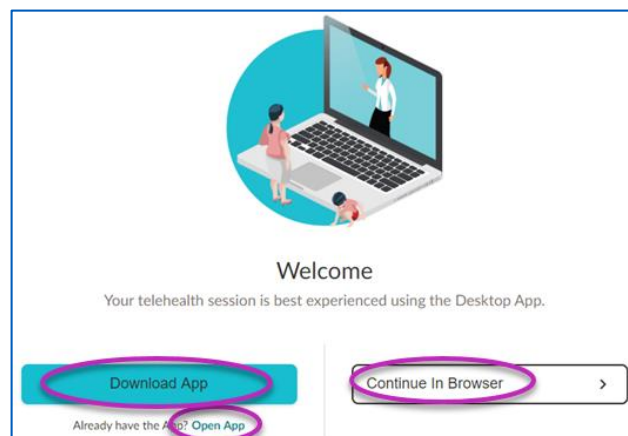 Welcome
Your telehealth session is best experienced using the Desktop App.
Download App
Already have the App? Open App
Continue In Browser >